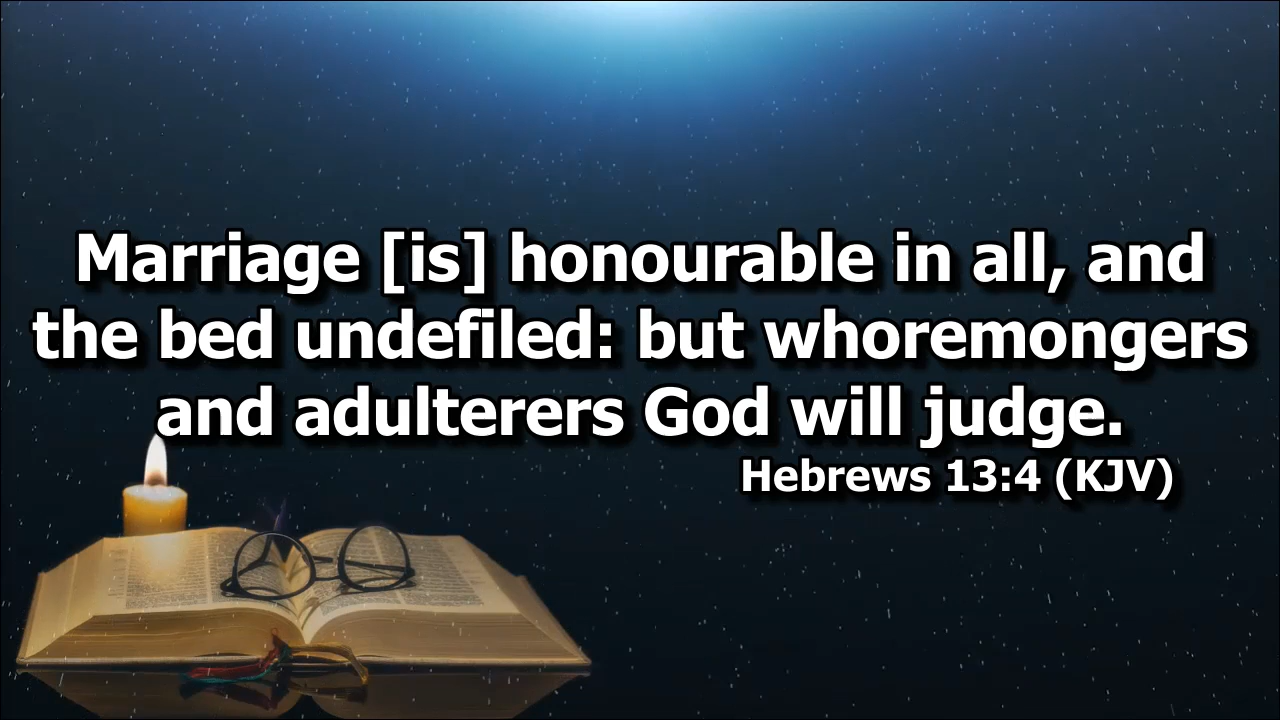 Marriage [is] honourable in all, and
the bed undefiled: but whoremongers
and adulterers God will judge.
Hebrews 13:4 (KJV)